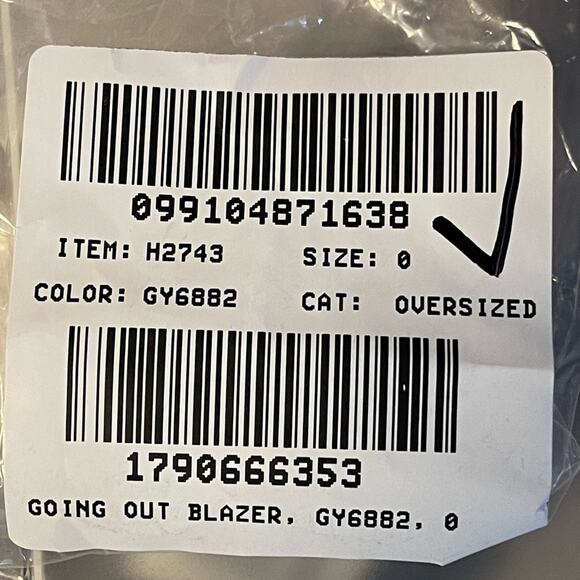 099104871638
ITEM: H2743 SIZE: 0
COLOR: GY6882 CAT: OVERSIZED
1790666353
GOING OUT BLAZER, GY6882, 0